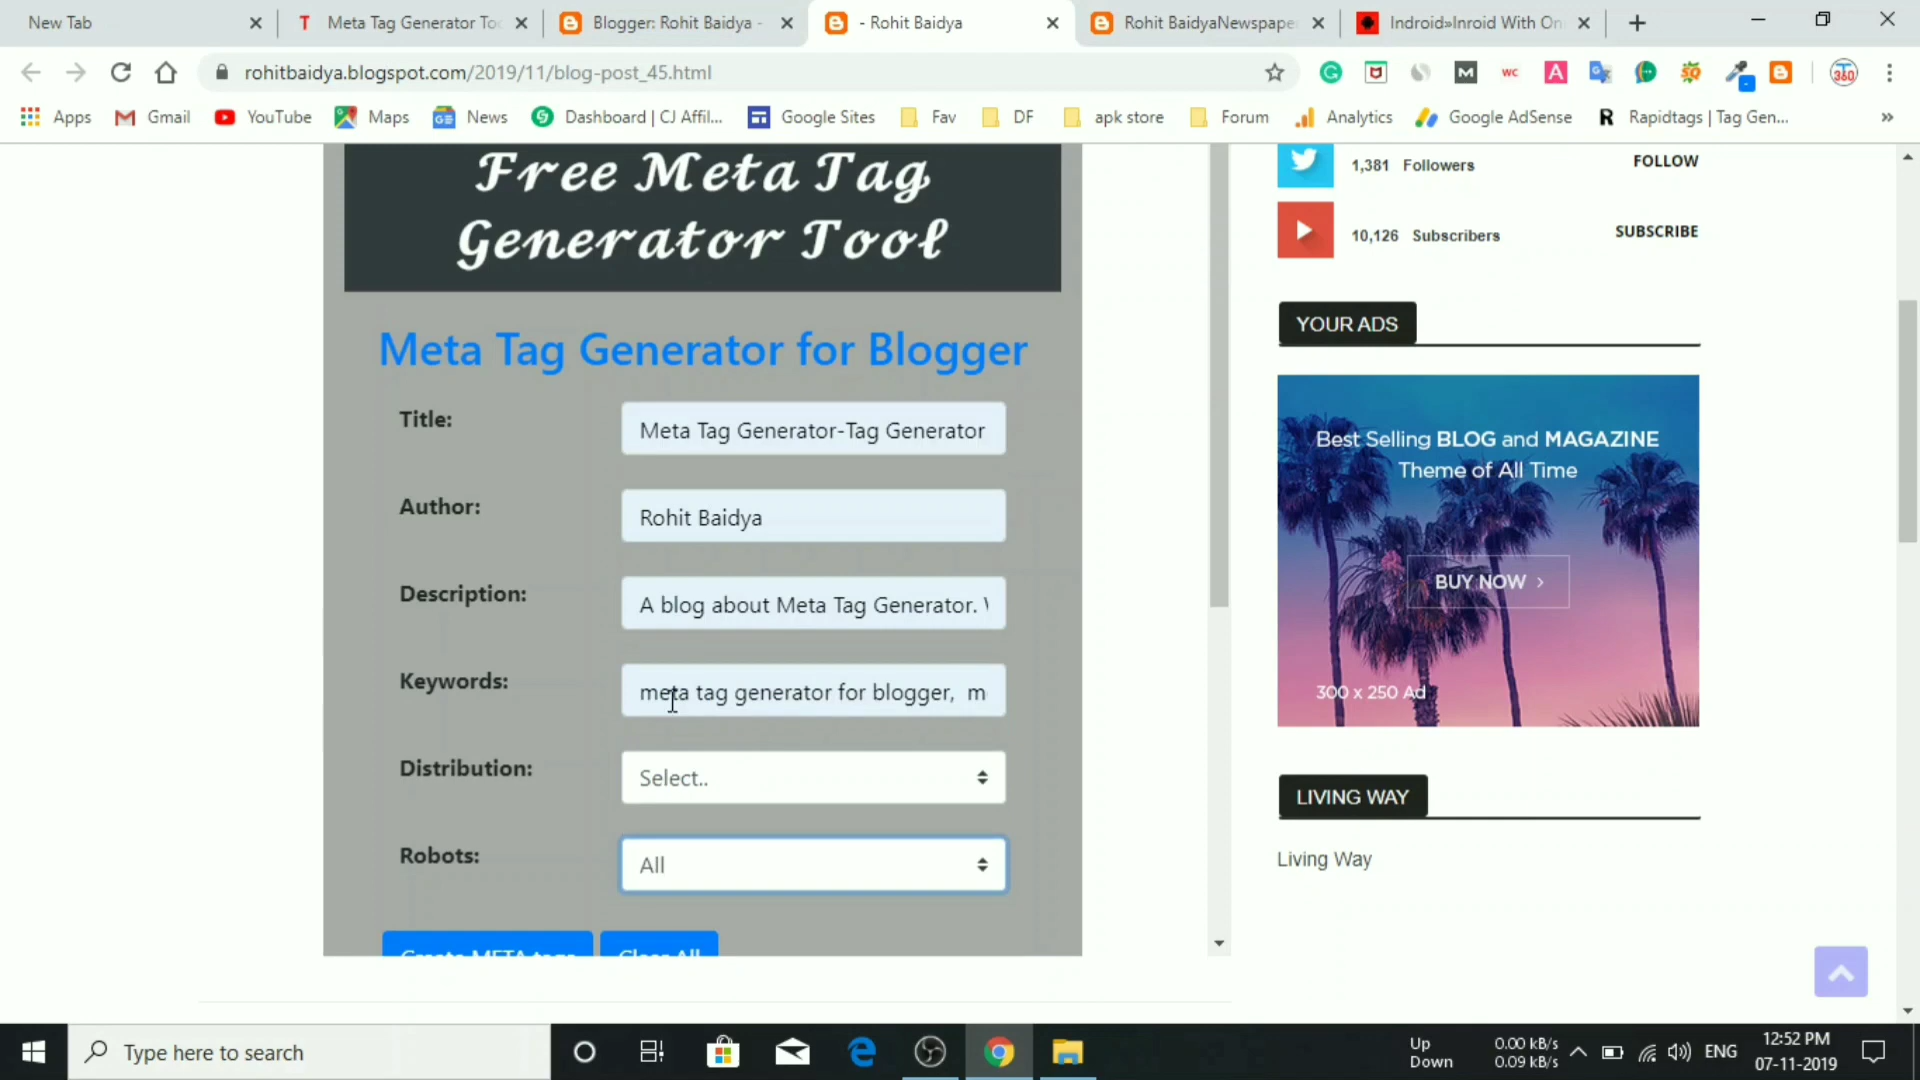 New Tab
Meta Tag Generator Too
Blogger: Rohit Baidya -
- Rohit Baidya
Rohit BaidyaNewspape
Indroid»Inroid With On
rohitbaidya.blogspot.com/2019/11/blog-post_45.html
Apps
Gmail
YouTube
Maps
News
Dashboard | CJ Affil...
Google Sites
Fav
DF
apk store
Forum
Analytics
Google AdSense
Rapidtags | Tag Gen...
Free Meta Tag
Generator Tool
Meta Tag Generator for Blogger
Title:
Meta Tag Generator-Tag Generator
Author:
Rohit Baidya
Description:
A blog about Meta Tag Generator.
Keywords:
meta tag generator for blogger, m
Distribution:
Select..
Robots:
All
Create META tags
Clear All
1,381 Followers
FOLLOW
10,126 Subscribers
SUBSCRIBE
YOUR ADS
Best Selling BLOG and MAGAZINE
Theme of All Time
BUY NOW >
300 x 250 Ad
LIVING WAY
Living Way
Type here to search
Up 0.00 kB/s
Down 0.09 kB/s
ENG
12:52 PM
07-11-2019